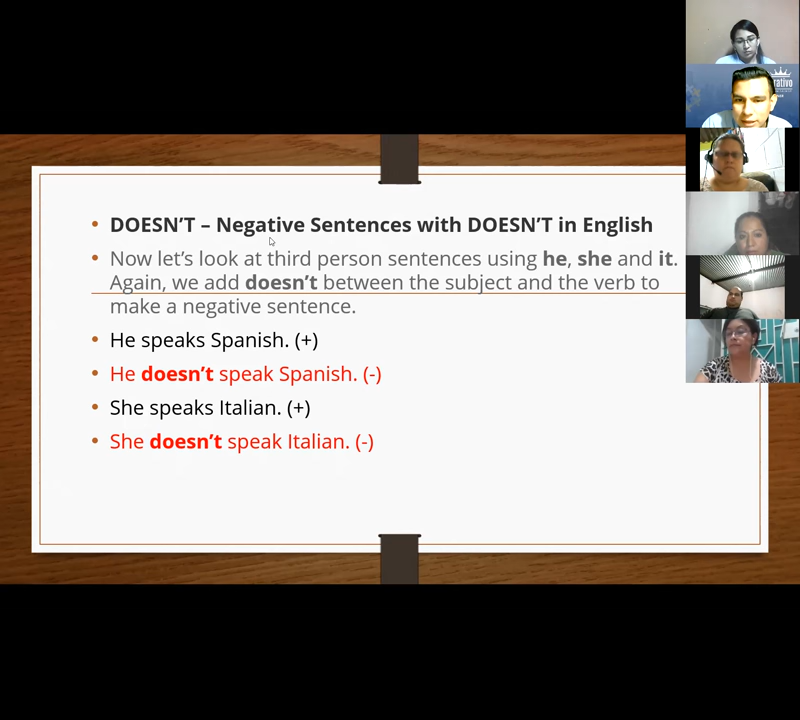 DOESN'T – Negative Sentences with DOESN'T in English
Now let's look at third person sentences using he, she and it.
Again, we add doesn't between the subject and the verb to
make a negative sentence.
He speaks Spanish. (+)
He doesn't speak Spanish. (-)
She speaks Italian. (+)
She doesn't speak Italian. (-)